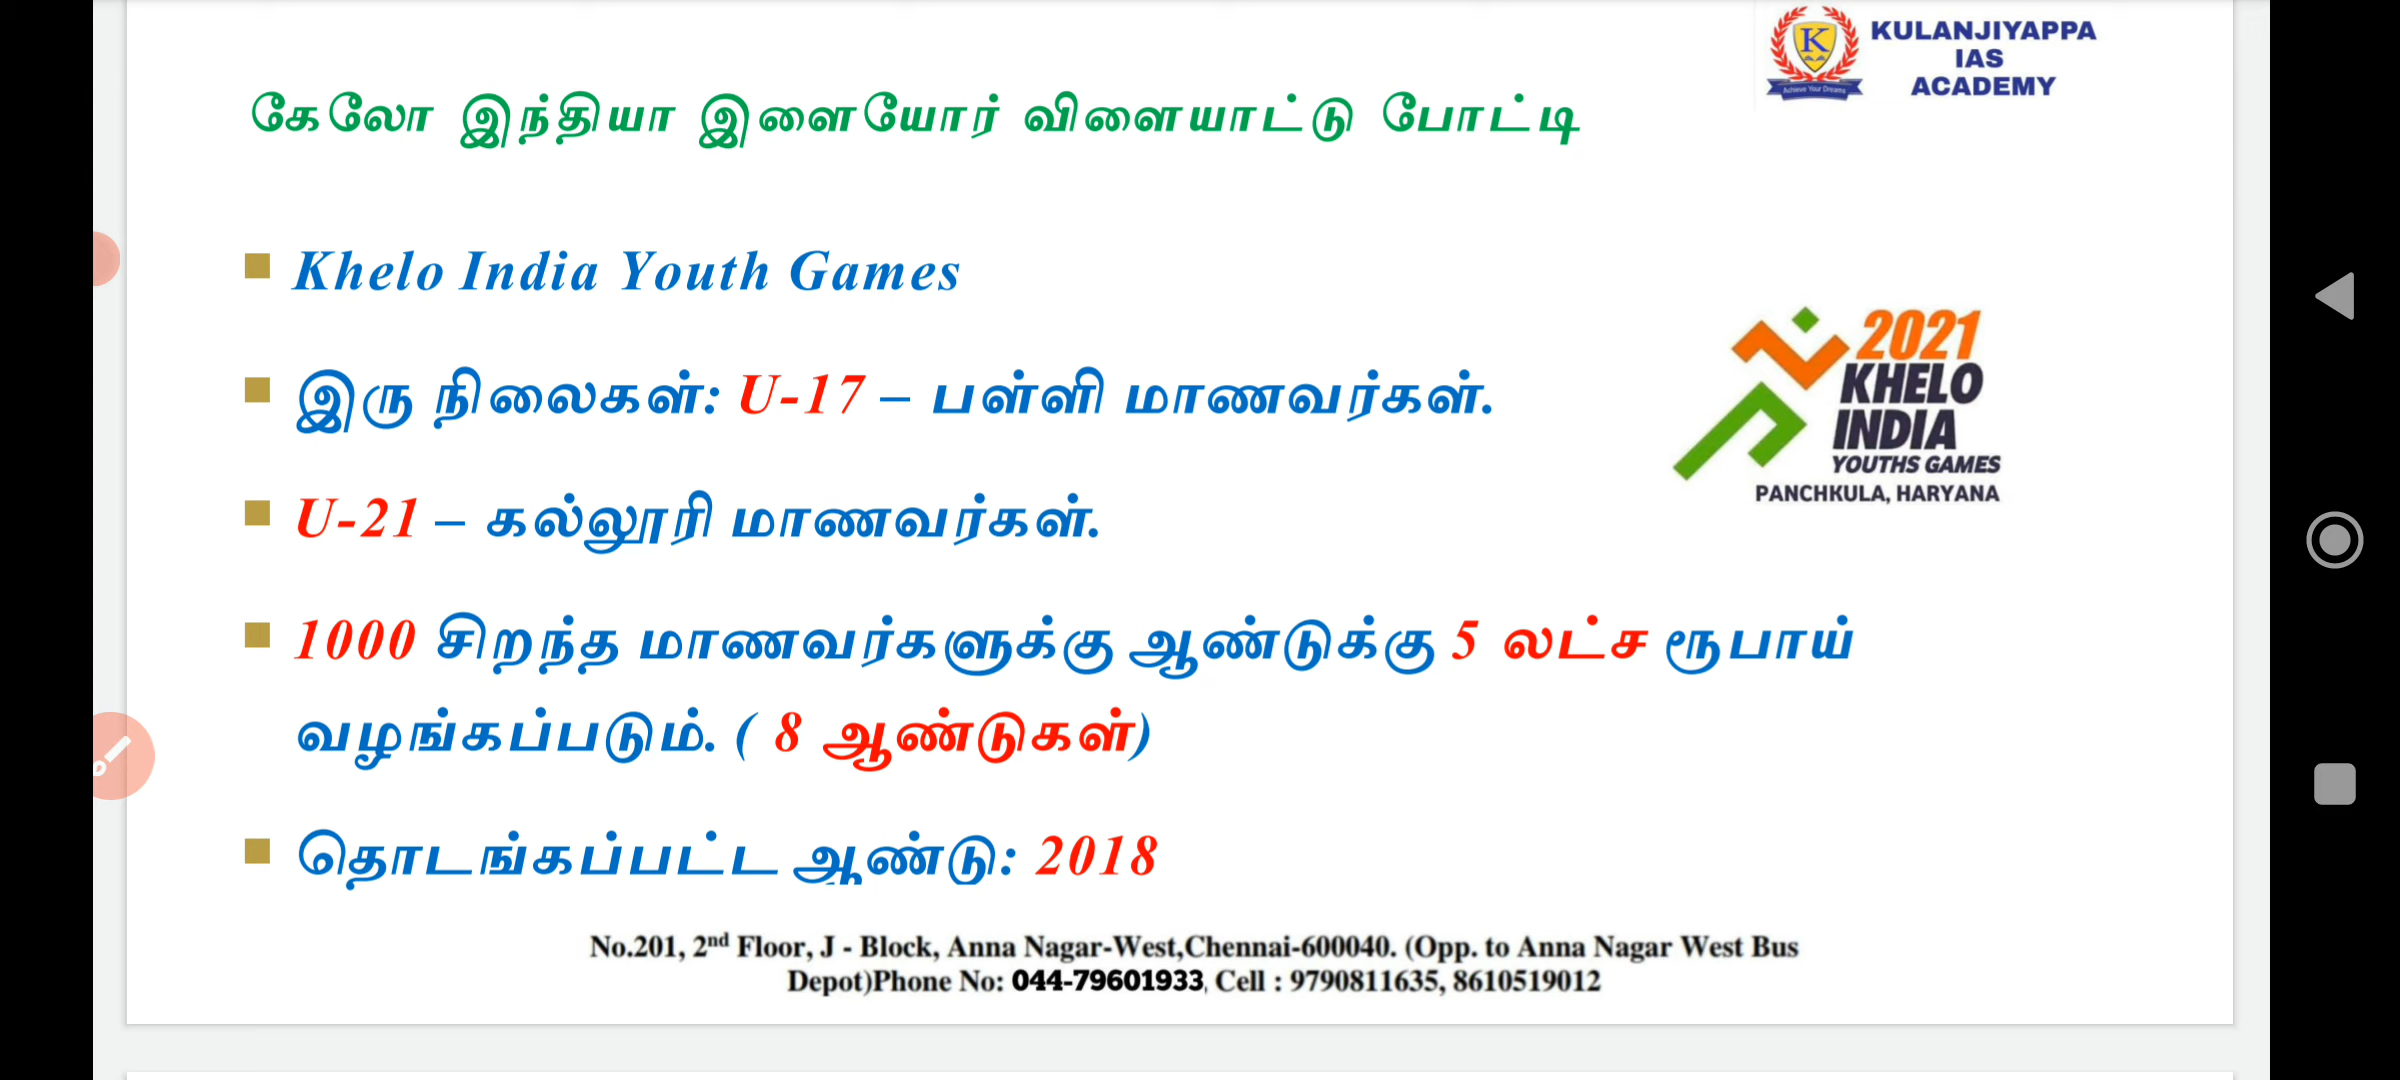 KULANJIYAPPA
IAS
ACADEMY
K
Achieve Your Dreams
கேலோ இந்தியா இளையோர் விளையாட்டு போட்டி
Khelo India Youth Games
இரு நிலைகள்: U-17 – பள்ளி மாணவர்கள்.
U-21 – கல்லூரி மாணவர்கள்.
2021
KHELO
INDIA
YOUTHS GAMES
PANCHKULA, HARYANA
1000 சிறந்த மாணவர்களுக்கு ஆண்டுக்கு 5 லட்ச ரூபாய்
வழங்கப்படும். ( 8 ஆண்டுகள்)
தொடங்கப்பட்ட ஆண்டு: 2018
No.201, 2nd Floor, J - Block, Anna Nagar-West,Chennai-600040. (Opp. to Anna Nagar West Bus
Depot)Phone No: 044-79601933, Cell : 9790811635, 8610519012